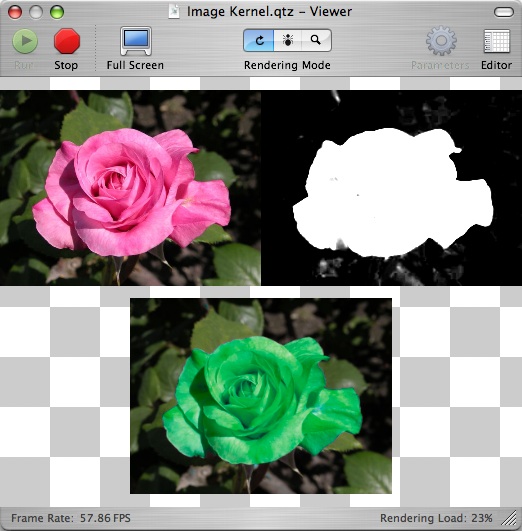 Image Kernel.qtz – Viewer
Run Stop Full Screen Rendering Mode Parameters Editor
Frame Rate: 57.86 FPS Rendering Load: 23%